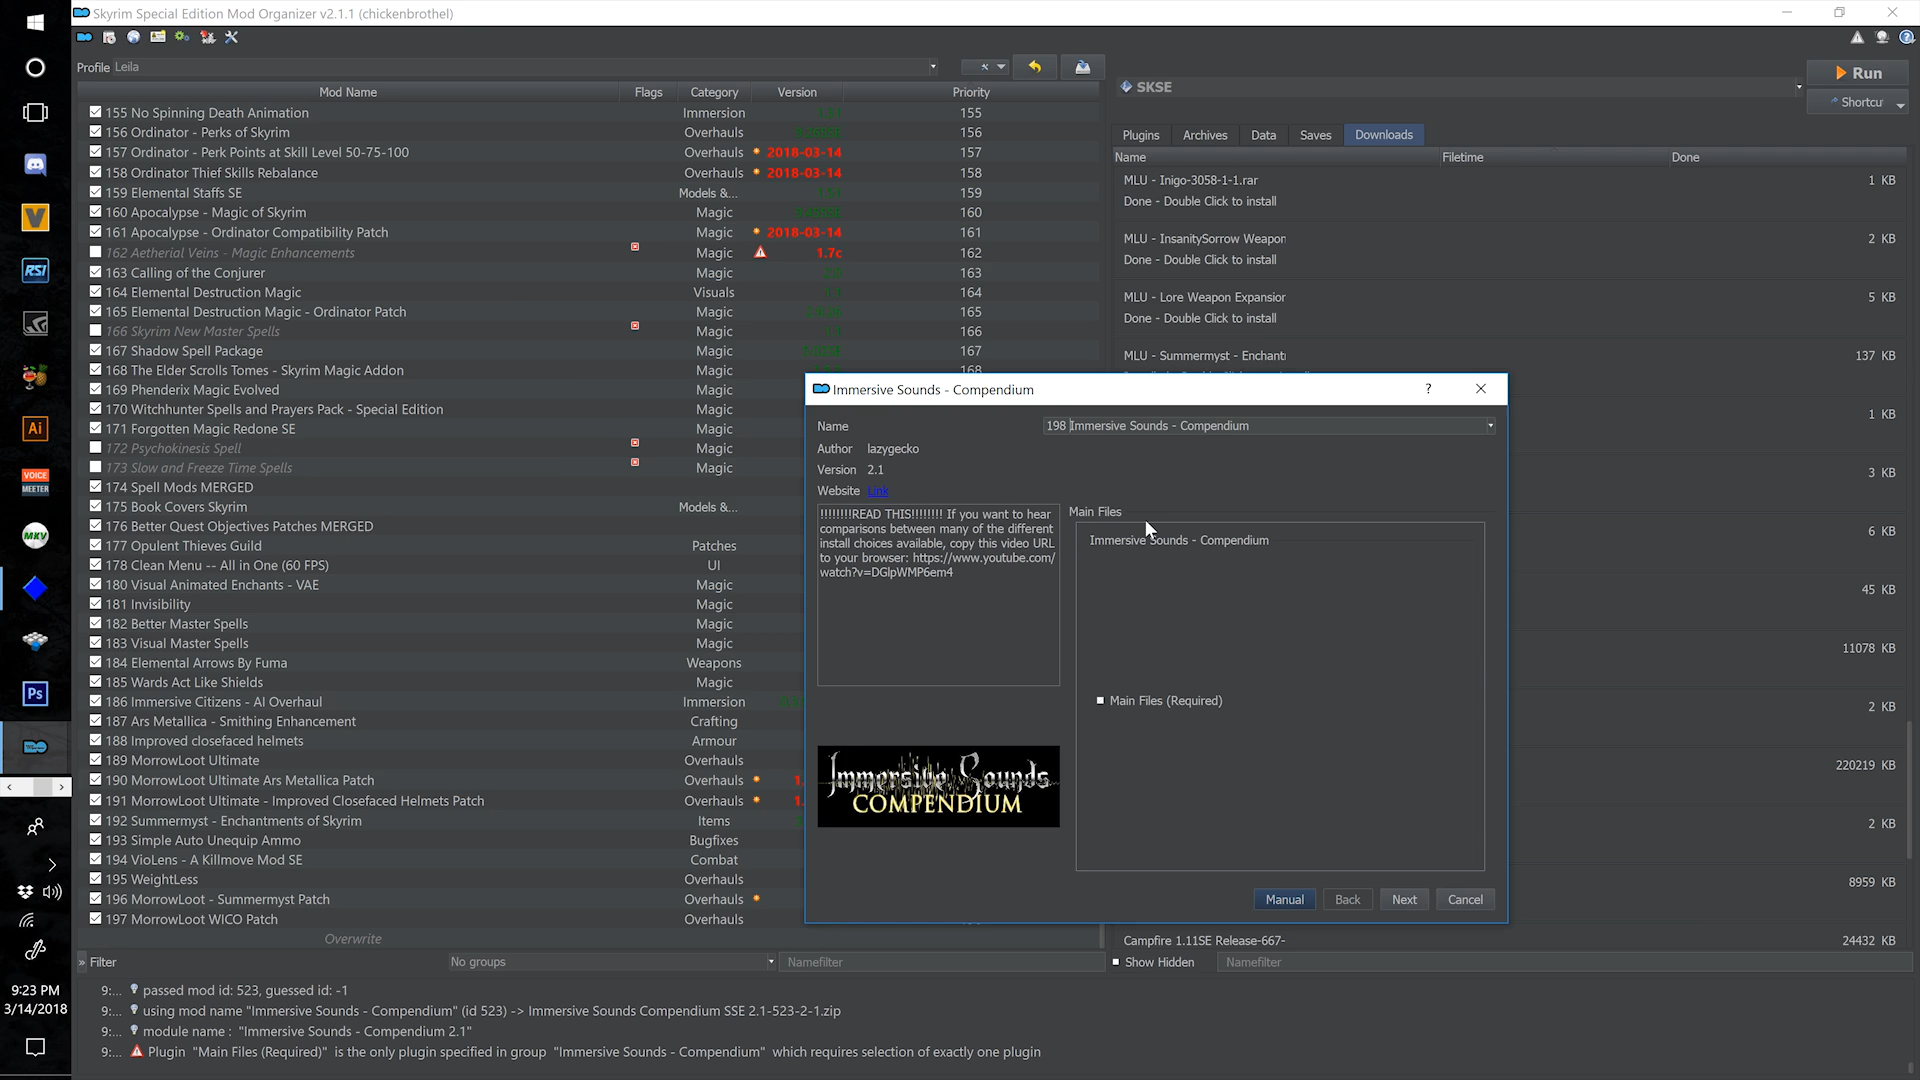 Skyrim Special Edition Mod Organizer v2.1.1 (chickenbrothel)
Profile Leila
Mod Name Flags Category Version Priority
155 No Spinning Death Animation Immersion 155
156 Ordinator - Perks of Skyrim Overhauls 156
157 Ordinator - Perk Points at Skill Level 50-75-100 Overhauls 2018-03-14 157
158 Ordinator Thief Skills Rebalance Overhauls 2018-03-14 158
159 Elemental Staffs SE Models &... 159
160 Apocalypse - Magic of Skyrim Magic 160
161 Apocalypse - Ordinator Compatibility Patch Magic 2018-03-14 161
162 Aetherial Veins - Magic Enhancements Magic 1.7c 162
163 Calling of the Conjurer Magic 163
164 Elemental Destruction Magic Visuals 164
165 Elemental Destruction Magic - Ordinator Patch Magic 165
166 Skyrim New Master Spells Magic 166
167 Shadow Spell Package Magic 167
168 The Elder Scrolls Tomes - Skyrim Magic Addon Magic 168
169 Phenderix Magic Evolved Magic
170 Witchhunter Spells and Prayers Pack - Special Edition Magic
171 Forgotten Magic Redone SE Magic
172 Psychokinesis Spell Magic
173 Slow and Freeze Time Spells Magic
174 Spell Mods MERGED
175 Book Covers Skyrim Models &...
176 Better Quest Objectives Patches MERGED
177 Opulent Thieves Guild Patches
178 Clean Menu -- All in One (60 FPS) UI
180 Visual Animated Enchants - VAE Magic
181 Invisibility Magic
182 Better Master Spells Magic
183 Visual Master Spells Magic
184 Elemental Arrows By Fuma Weapons
185 Wards Act Like Shields Magic
186 Immersive Citizens - AI Overhaul Immersion
187 Ars Metallica - Smithing Enhancement Crafting
188 Improved closefaced helmets Armour
189 MorrowLoot Ultimate Overhauls
190 MorrowLoot Ultimate Ars Metallica Patch Overhauls 1.
191 MorrowLoot Ultimate - Improved Closefaced Helmets Patch Overhauls 1.
192 Summermyst - Enchantments of Skyrim Items
193 Simple Auto Unequip Ammo Bugfixes
194 VioLens - A Killmove Mod SE Combat
195 WeightLess Overhauls
196 MorrowLoot - Summermyst Patch Overhauls
197 MorrowLoot WICO Patch Overhauls
Overwrite
» Filter No groups Namefilter
SKSE
Run
Shortcu
Plugins Archives Data Saves Downloads
Name Filetime Done
MLU - Inigo-3058-1-1.rar 1 KB
Done - Double Click to install
MLU - InsanitySorrow Weapon 2 KB
Done - Double Click to install
MLU - Lore Weapon Expansior 5 KB
Done - Double Click to install
MLU - Summermyst - Enchant 137 KB
1 KB
3 KB
6 KB
45 KB
11078 KB
2 KB
220219 KB
2 KB
8959 KB
Campfire 1.11SE Release-667- 24432 KB
Show Hidden Namefilter
Immersive Sounds - Compendium
?
Name 198 Immersive Sounds - Compendium
Author lazygecko
Version 2.1
Website Link
!!!!!!!!READ THIS!!!!!!!! If you want to hear
comparisons between many of the different
install choices available, copy this video URL
to your browser: https://www.youtube.com/
watch?v=DGlpWMP6em4
Main Files
Immersive Sounds - Compendium
Main Files (Required)
Immersive Sounds
COMPENDIUM
Manual Back Next Cancel
9:... passed mod id: 523, guessed id: -1
9:... using mod name "Immersive Sounds - Compendium" (id 523) -> Immersive Sounds Compendium SSE 2.1-523-2-1.zip
9:... module name : "Immersive Sounds - Compendium 2.1"
9:... Plugin "Main Files (Required)" is the only plugin specified in group "Immersive Sounds - Compendium" which requires selection of exactly one plugin
RSI
Ai
VOICE
MEETER
MKV
Ps
9:23 PM
3/14/2018